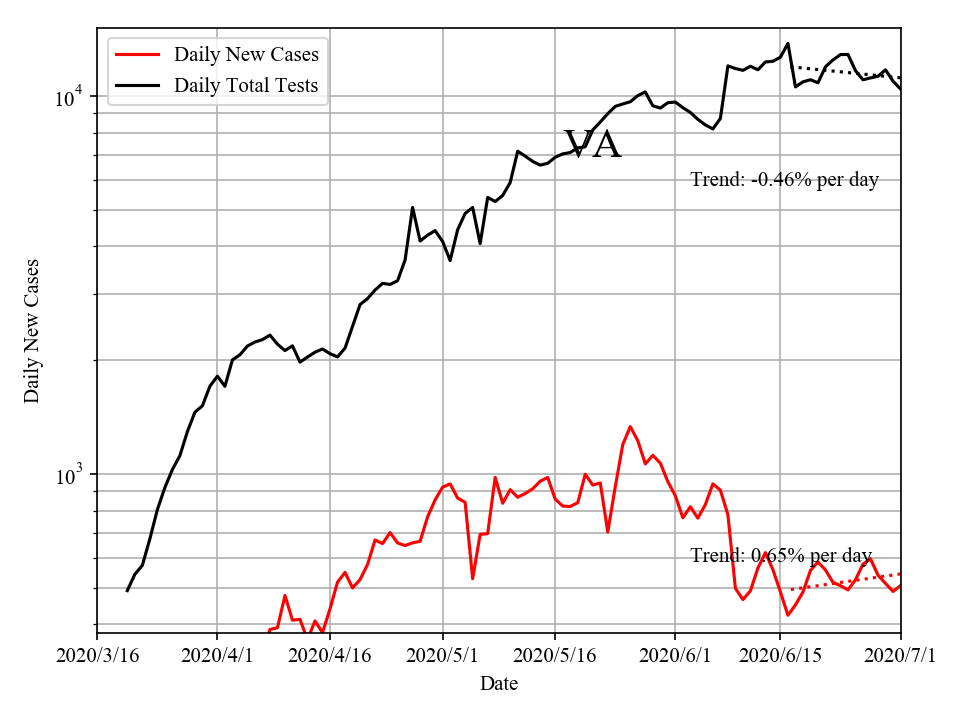 Daily New Cases
Daily Total Tests
10^4
VA
Trend: -0.46% per day
Daily New Cases
10^3
Trend: 0.65% per day
2020/3/16 2020/4/1 2020/4/16 2020/5/1 2020/5/16 2020/6/1 2020/6/15 2020/7/1
Date